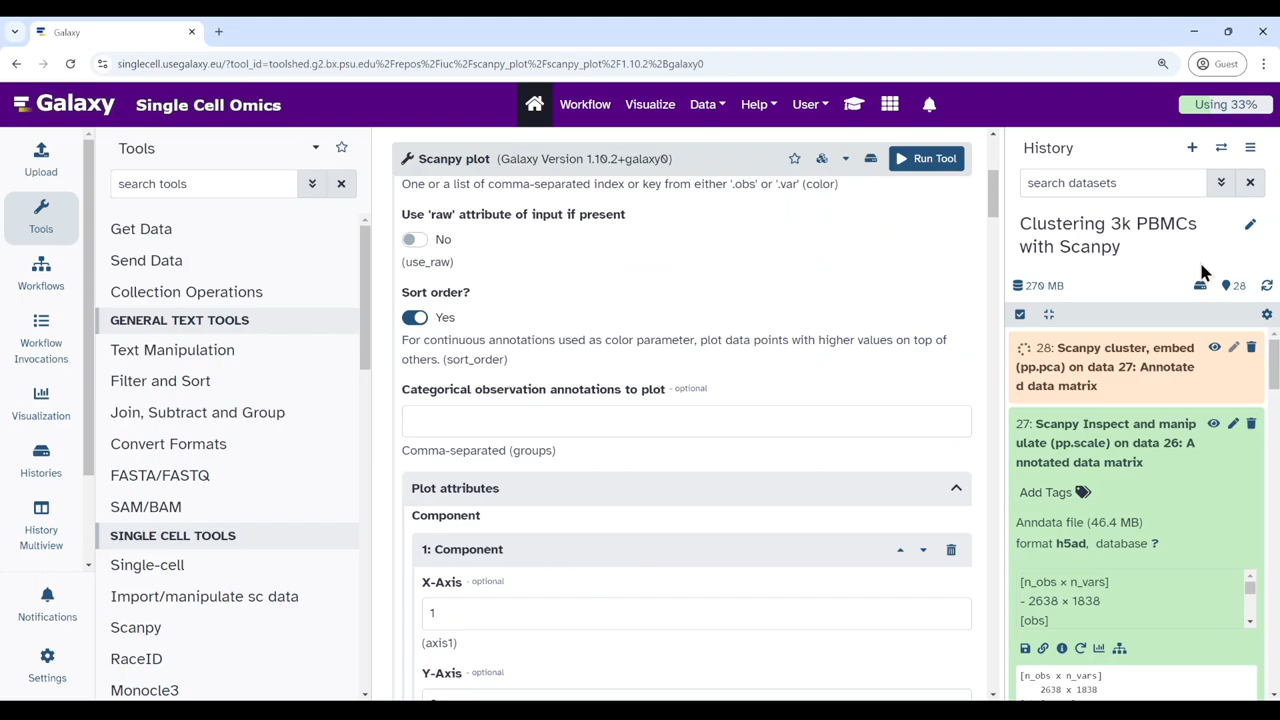 Galaxy
singlecell.usegalaxy.eu/?tool_id=toolshed.g2.bx.psu.edu%2Frepos%2Fiuc%2Fscanpy_plot%2Fscanpy_plot%2F1.10.2%2Bgalaxy0
Guest
Galaxy Single Cell Omics
Workflow Visualize Data Help User
Using 33%
Upload
Tools
Workflows
Workflow
Invocations
Visualization
Histories
History
Multiview
Notifications
Settings
Tools
search tools
Get Data
Send Data
Collection Operations
GENERAL TEXT TOOLS
Text Manipulation
Filter and Sort
Join, Subtract and Group
Convert Formats
FASTA/FASTQ
SAM/BAM
SINGLE CELL TOOLS
Single-cell
Import/manipulate sc data
Scanpy
RaceID
Monocle3
Scanpy plot (Galaxy Version 1.10.2+galaxy0)
Run Tool
One or a list of comma-separated index or key from either '.obs' or '.var' (color)
Use 'raw' attribute of input if present
No
(use_raw)
Sort order?
Yes
For continuous annotations used as color parameter, plot data points with higher values on top of
others. (sort_order)
Categorical observation annotations to plot - optional
Comma-separated (groups)
Plot attributes
Component
1: Component
X-Axis - optional
1
(axis1)
Y-Axis - optional
History
search datasets
Clustering 3k PBMCs
with Scanpy
270 MB
28
28: Scanpy cluster, embed
(pp.pca) on data 27: Annotate
d data matrix
27: Scanpy Inspect and manip
ulate (pp.scale) on data 26: A
nnotated data matrix
Add Tags
Anndata file (46.4 MB)
format h5ad, database ?
[n_obs × n_vars]
- 2638 × 1838
[obs]
[n_obs x n_vars]
2638 x 1838